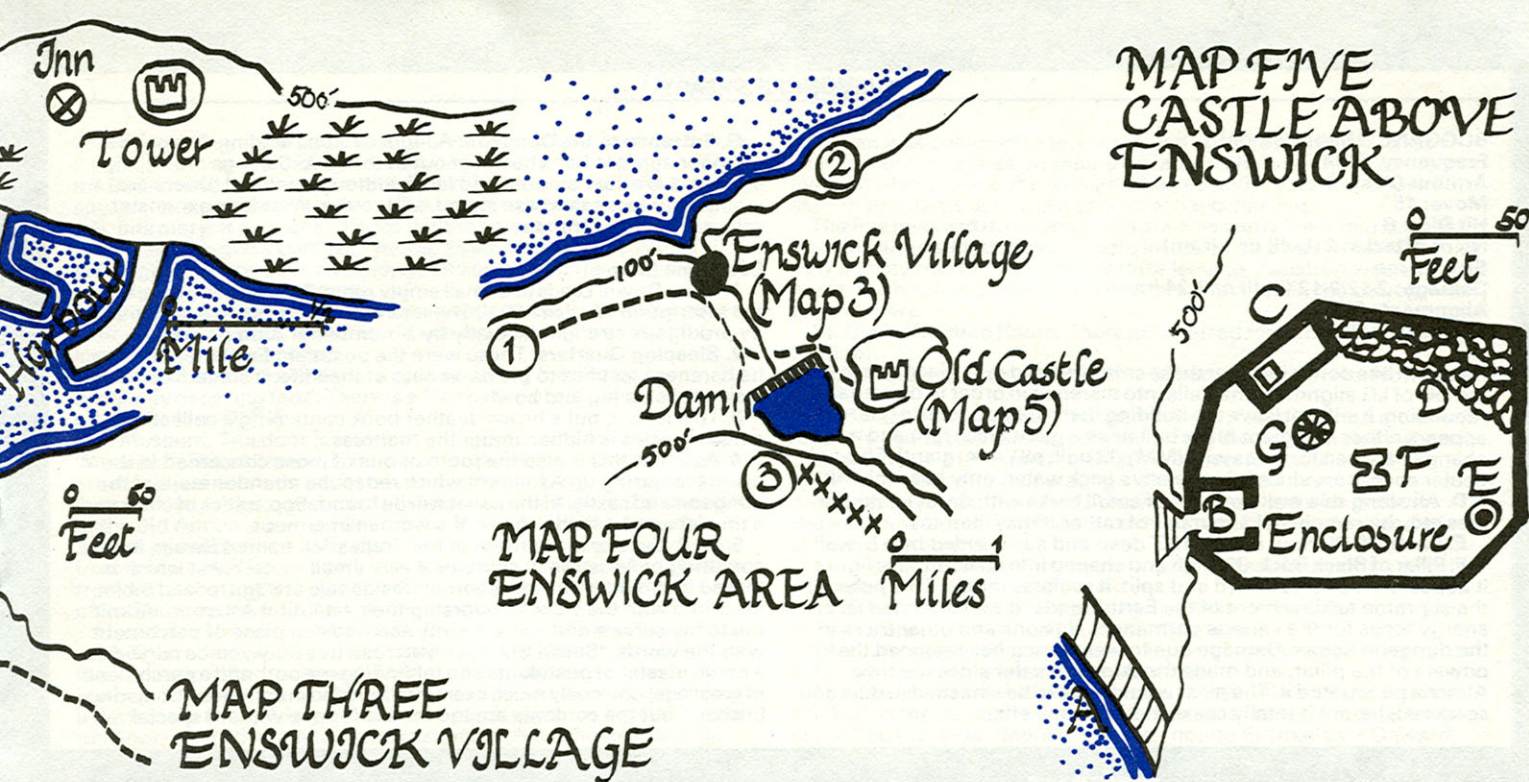 Inn
Tower
500'
Harbour
0 ½
Mile
0 50
Feet
MAP THREE
ENSWICK VILLAGE
2
100'
Enswick Village
(Map 3)
1
Dam
Old Castle
(Map 5)
500'
3
0 1
Miles
MAP FOUR
ENSWICK AREA
MAP FIVE
CASTLE ABOVE
ENSWICK
0 50
Feet
500'
C
D
G
F
E
B
Enclosure
A